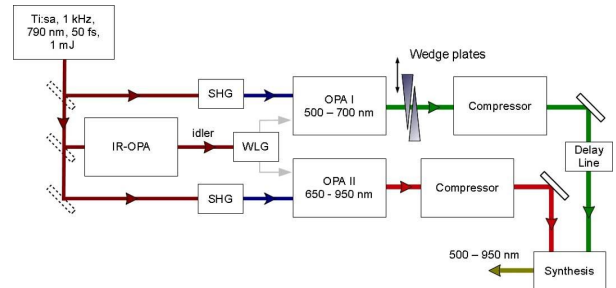 Ti:sa, 1 kHz,
790 nm, 50 fs,
1 mJ
Wedge plates
SHG
OPA I
500 – 700 nm
Compressor
IR-OPA
idler
WLG
Delay
Line
SHG
OPA II
650 - 950 nm
Compressor
500 – 950 nm
Synthesis